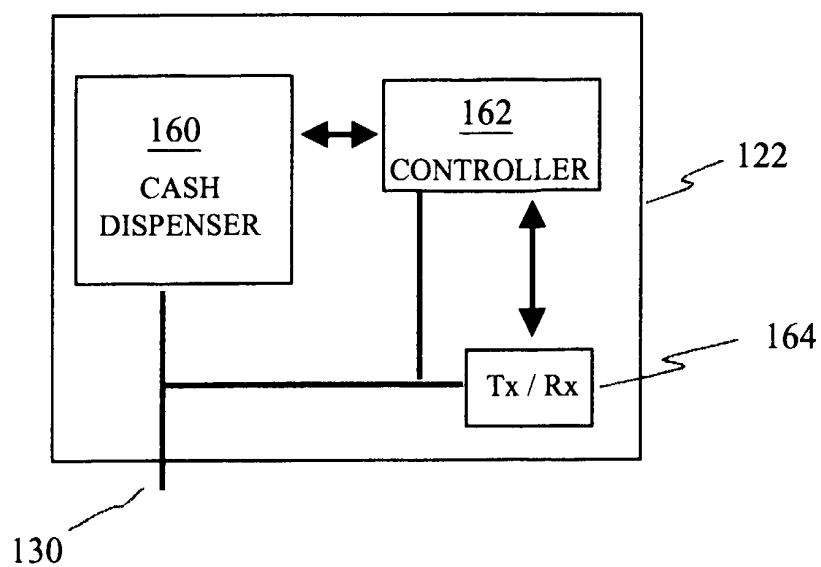 160
CASH
DISPENSER
162
CONTROLLER
122
164
Tx / Rx
130